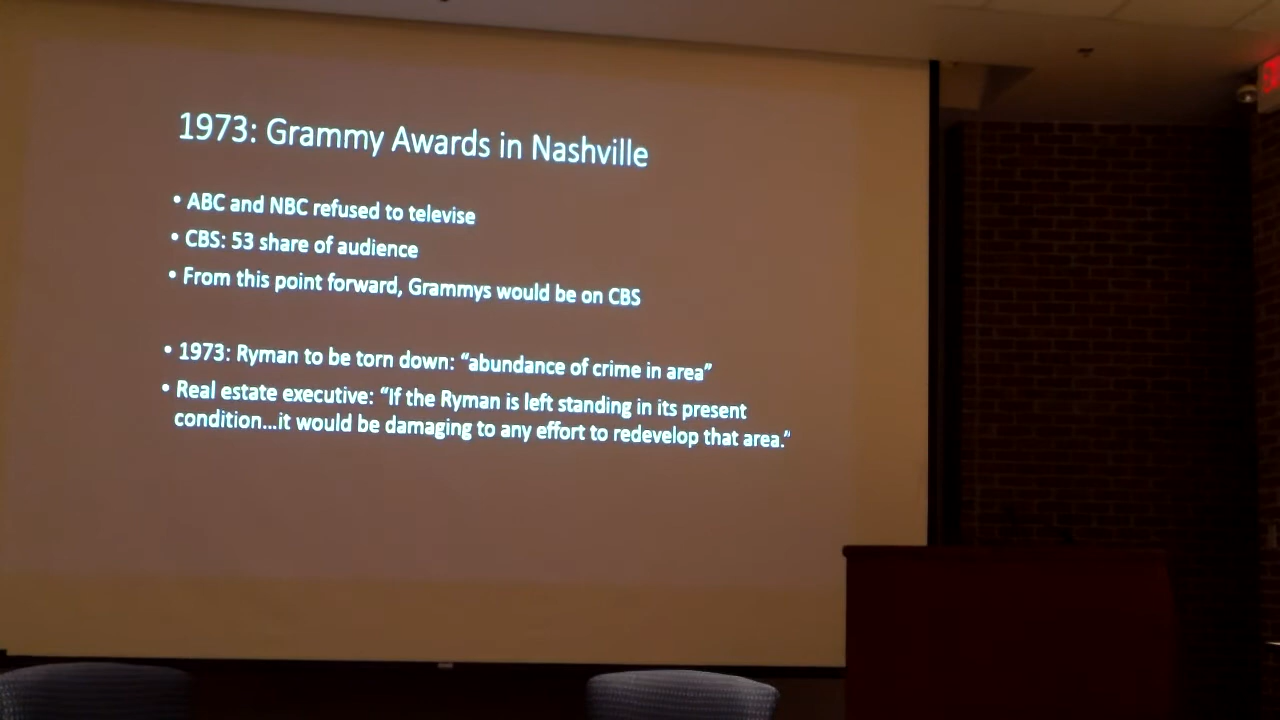 1973: Grammy Awards in Nashville
• ABC and NBC refused to televise
• CBS: 53 share of audience
• From this point forward, Grammys would be on CBS
• 1973: Ryman to be torn down: “abundance of crime in area”
• Real estate executive: “If the Ryman is left standing in its present
condition...it would be damaging to any effort to redevelop that area.”